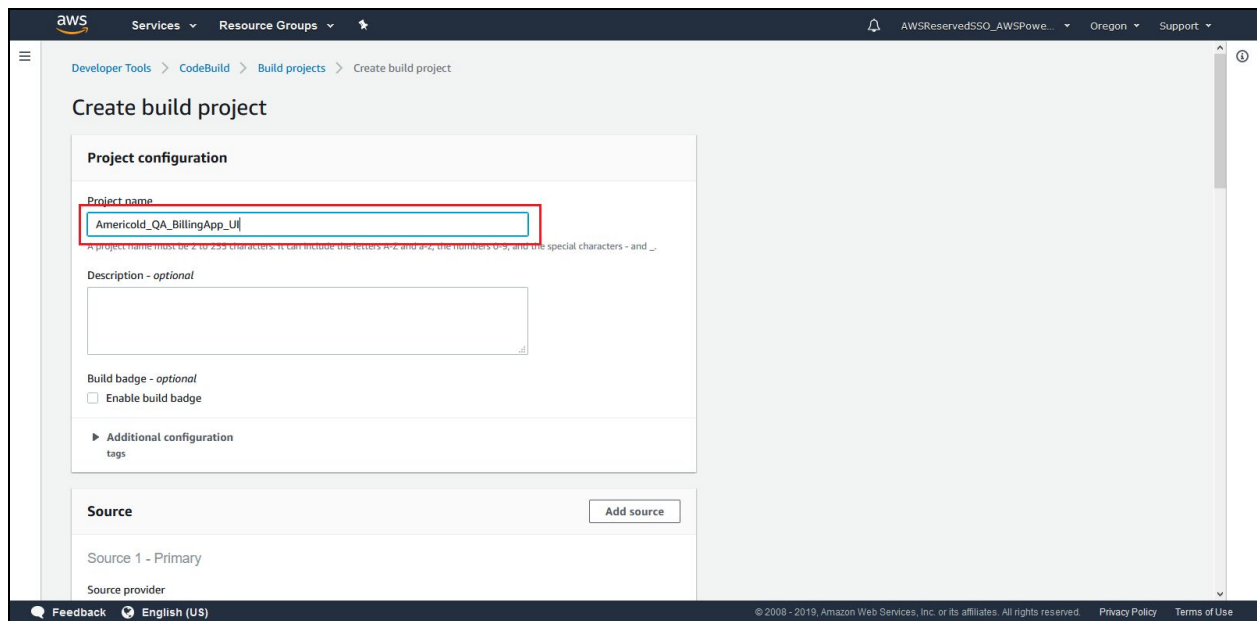 aws Services Resource Groups AWSReservedSSO_AWSPowe... Oregon Support
Developer Tools > CodeBuild > Build projects > Create build project
Create build project
Project configuration
Project name
Americold_QA_BillingApp_UI
A project name must be 2 to 255 characters. It can include the letters A-Z and a-z, the numbers 0-9, and the special characters - and _.
Description - optional
Build badge - optional
Enable build badge
Additional configuration
tags
Source Add source
Source 1 - Primary
Source provider
Feedback English (US) © 2008 - 2019, Amazon Web Services, Inc. or its affiliates. All rights reserved. Privacy Policy Terms of Use